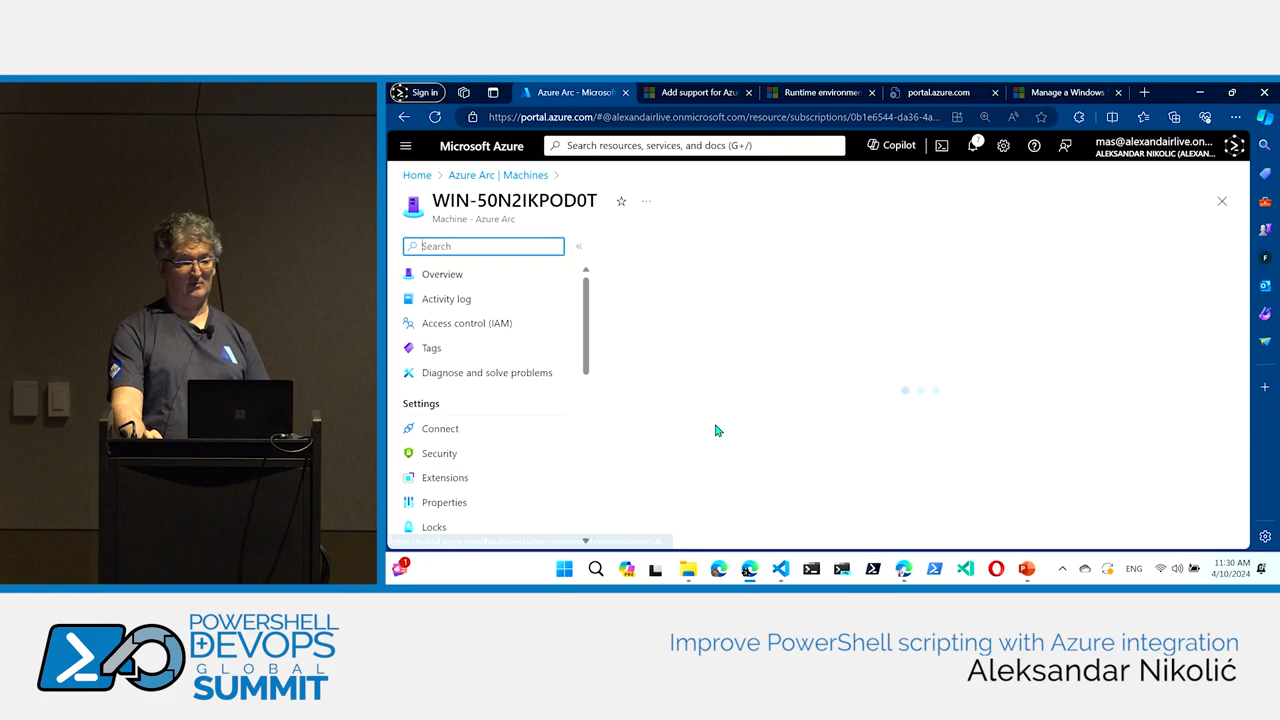 Sign in
Azure Arc - Microsof
Add support for Azu
Runtime environmen
portal.azure.com
Manage a Windows
https://portal.azure.com/#@alexandairlive.onmicrosoft.com/resource/subscriptions/0b1e6544-da36-4a...
Microsoft Azure
Search resources, services, and docs (G+/)
Copilot
7
mas@alexandairlive.on...
ALEKSANDAR NIKOLIC (ALEXAN...
Home > Azure Arc | Machines >
WIN-50N2IKPOD0T
Machine - Azure Arc
Search
Overview
Activity log
Access control (IAM)
Tags
Diagnose and solve problems
Settings
Connect
Security
Extensions
Properties
Locks
1
ENG
11:30 AM
4/10/2024
POWERSHELL
DEVOPS
GLOBAL
SUMMIT
Improve PowerShell scripting with Azure integration
Aleksandar Nikolić